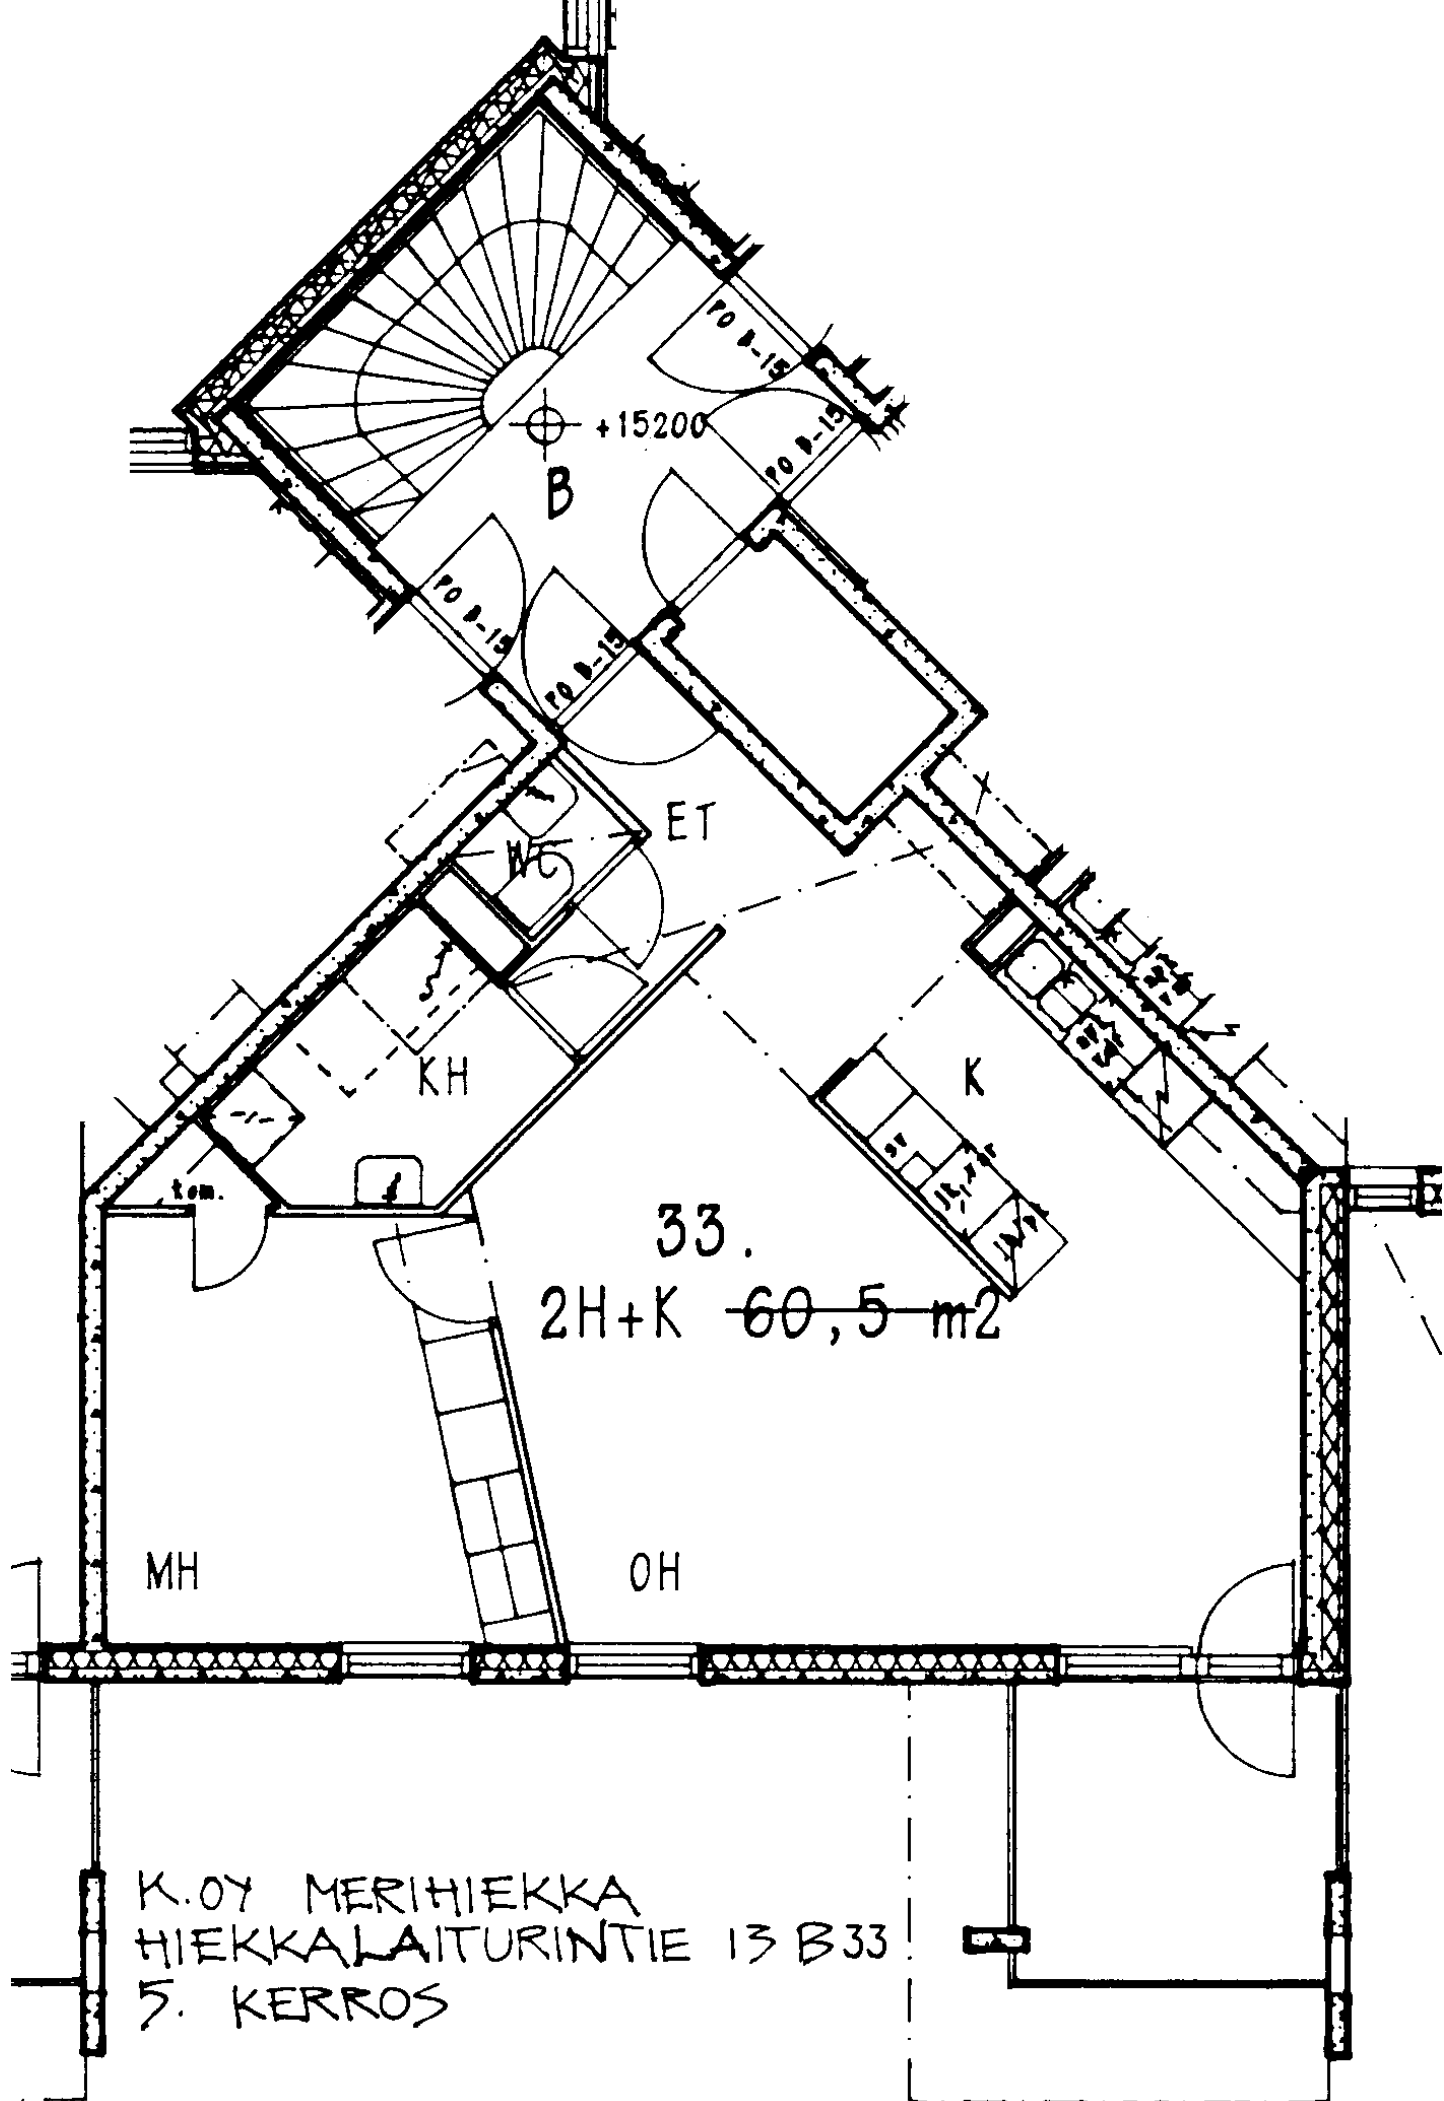 PO B-15
PO B-15
+15200
B
PO B-15
PO B-15
ET
WC
KH
K
kom.
33.
2H+K 60,5 m2
MH
OH
K.OY MERIHIEKKA
HIEKKALAITURINTIE 13 B33
5. KERROS